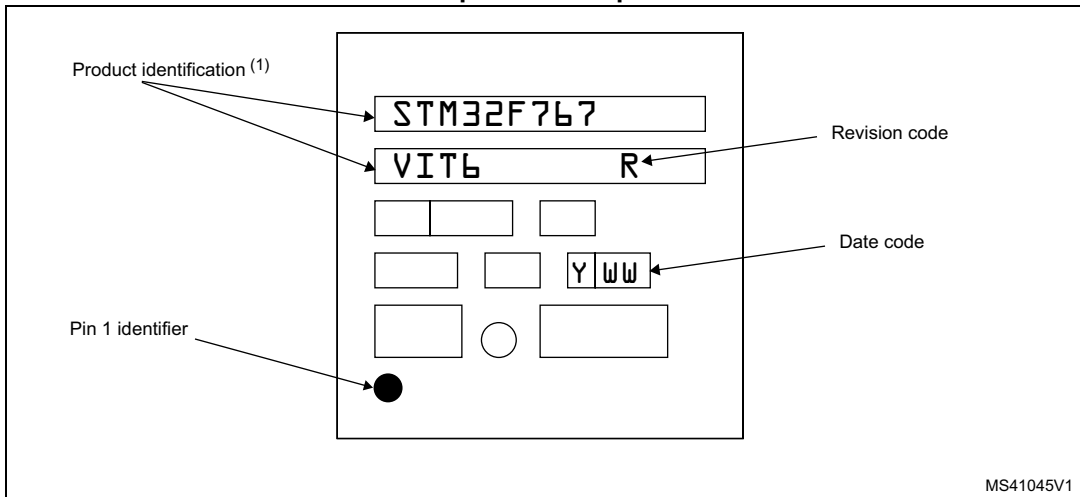 Product identification (1)
STM32F767
Revision code
VIT6 R
Date code
Y WW
Pin 1 identifier
MS41045V1